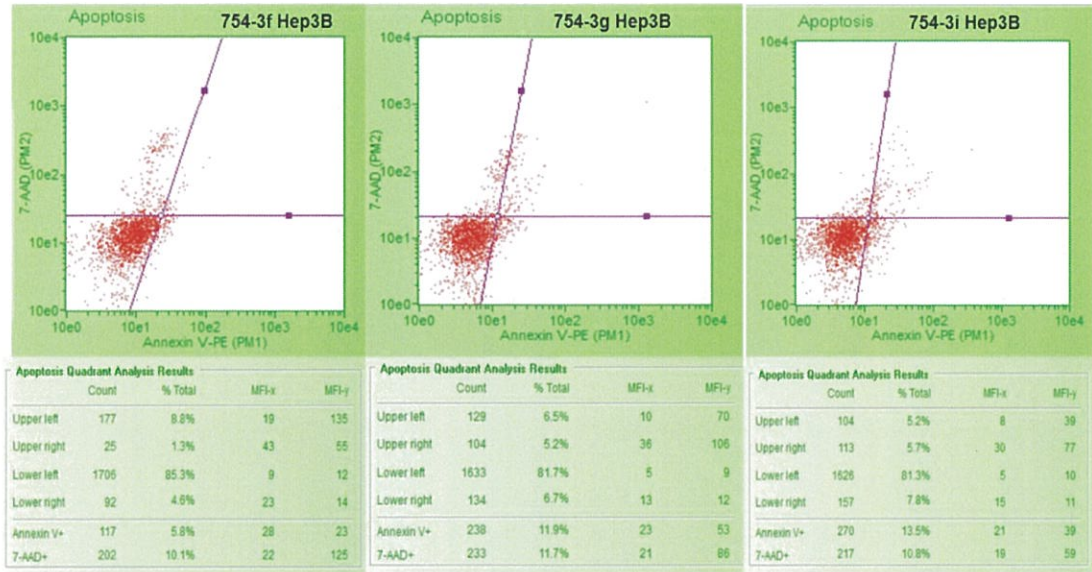 Apoptosis 754-3f Hep3B
10e4
10e3
10e2
10e1
10e0
7-AAD (PM2)
10e0 10e1 10e2 10e3 10e4
Annexin V-PE (PM1)
Apoptosis Quadrant Analysis Results
Count % Total MFI-x MFI-y
Upper left 177 8.8% 19 135
Upper right 25 1.3% 43 55
Lower left 1706 85.3% 9 12
Lower right 92 4.6% 23 14
Annexin V+ 117 5.8% 28 23
7-AAD+ 202 10.1% 22 125
Apoptosis 754-3g Hep3B
10e4
10e3
10e2
10e1
10e0
7-AAD (PM2)
10e0 10e1 10e2 10e3 10e4
Annexin V-PE (PM1)
Apoptosis Quadrant Analysis Results
Count % Total MFI-x MFI-y
Upper left 129 6.5% 10 70
Upper right 104 5.2% 36 106
Lower left 1633 81.7% 5 9
Lower right 134 6.7% 13 12
Annexin V+ 238 11.9% 23 53
7-AAD+ 233 11.7% 21 86
Apoptosis 754-3i Hep3B
10e4
10e3
10e2
10e1
10e0
7-AAD (PM2)
10e0 10e1 10e2 10e3 10e4
Annexin V-PE (PM1)
Apoptosis Quadrant Analysis Results
Count % Total MFI-x MFI-y
Upper left 104 5.2% 8 39
Upper right 113 5.7% 30 77
Lower left 1626 81.3% 5 10
Lower right 157 7.8% 15 11
Annexin V+ 270 13.5% 21 39
7-AAD+ 217 10.8% 19 59